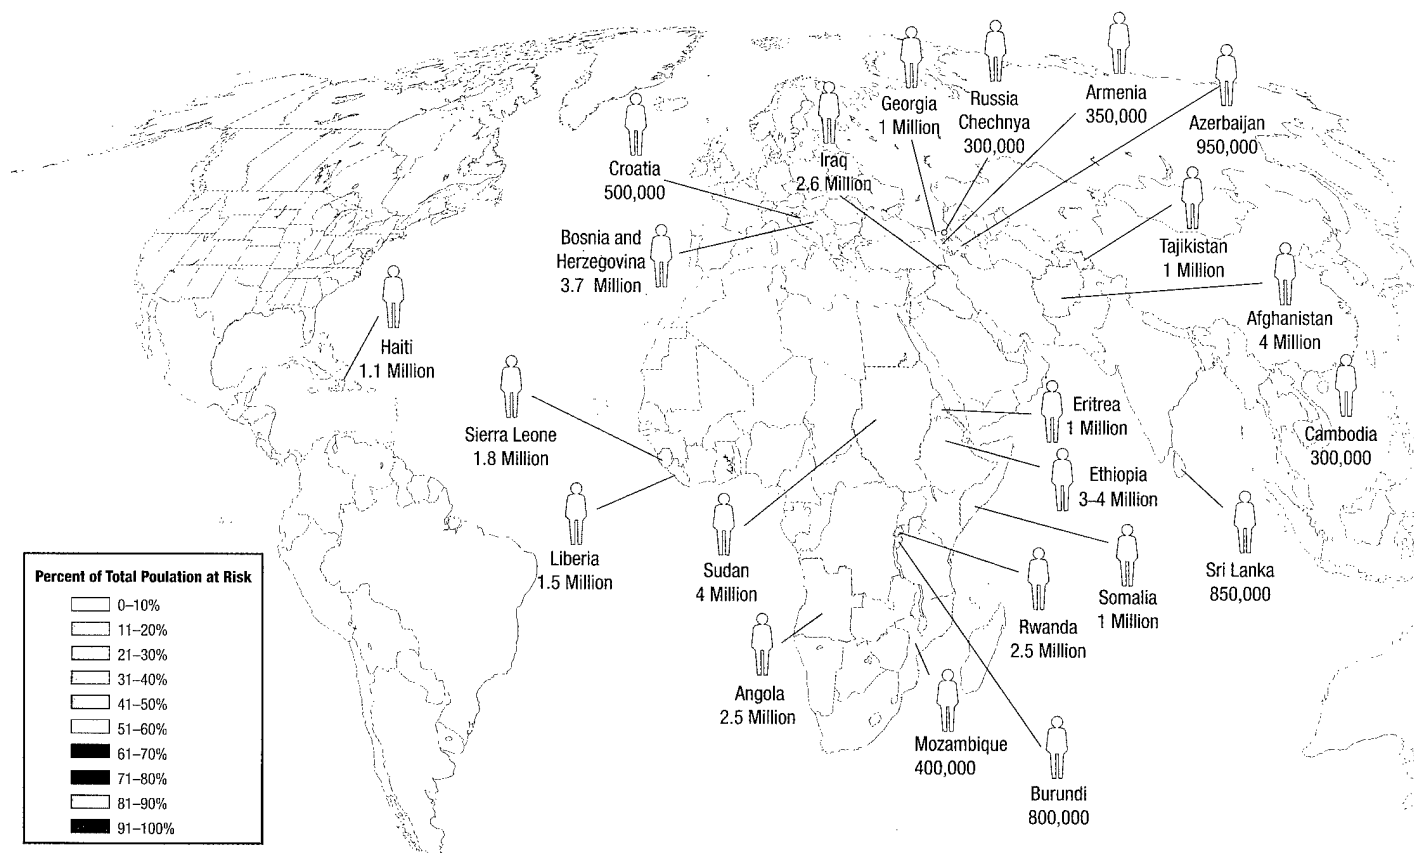 Georgia
1 Million
Russia
Chechnya
300,000
Armenia
350,000
Azerbaijan
950,000
Croatia
500,000
Iraq
2.6 Million
Bosnia and
Herzegovina
3.7 Million
Tajikistan
1 Million
Afghanistan
4 Million
Haiti
1.1 Million
Sierra Leone
1.8 Million
Eritrea
1 Million
Cambodia
300,000
Ethiopia
3–4 Million
Liberia
1.5 Million
Sudan
4 Million
Somalia
1 Million
Sri Lanka
850,000
Rwanda
2.5 Million
Angola
2.5 Million
Mozambique
400,000
Burundi
800,000
Percent of Total Poulation at Risk
0–10%
11–20%
21–30%
31–40%
41–50%
51–60%
61–70%
71–80%
81–90%
91–100%